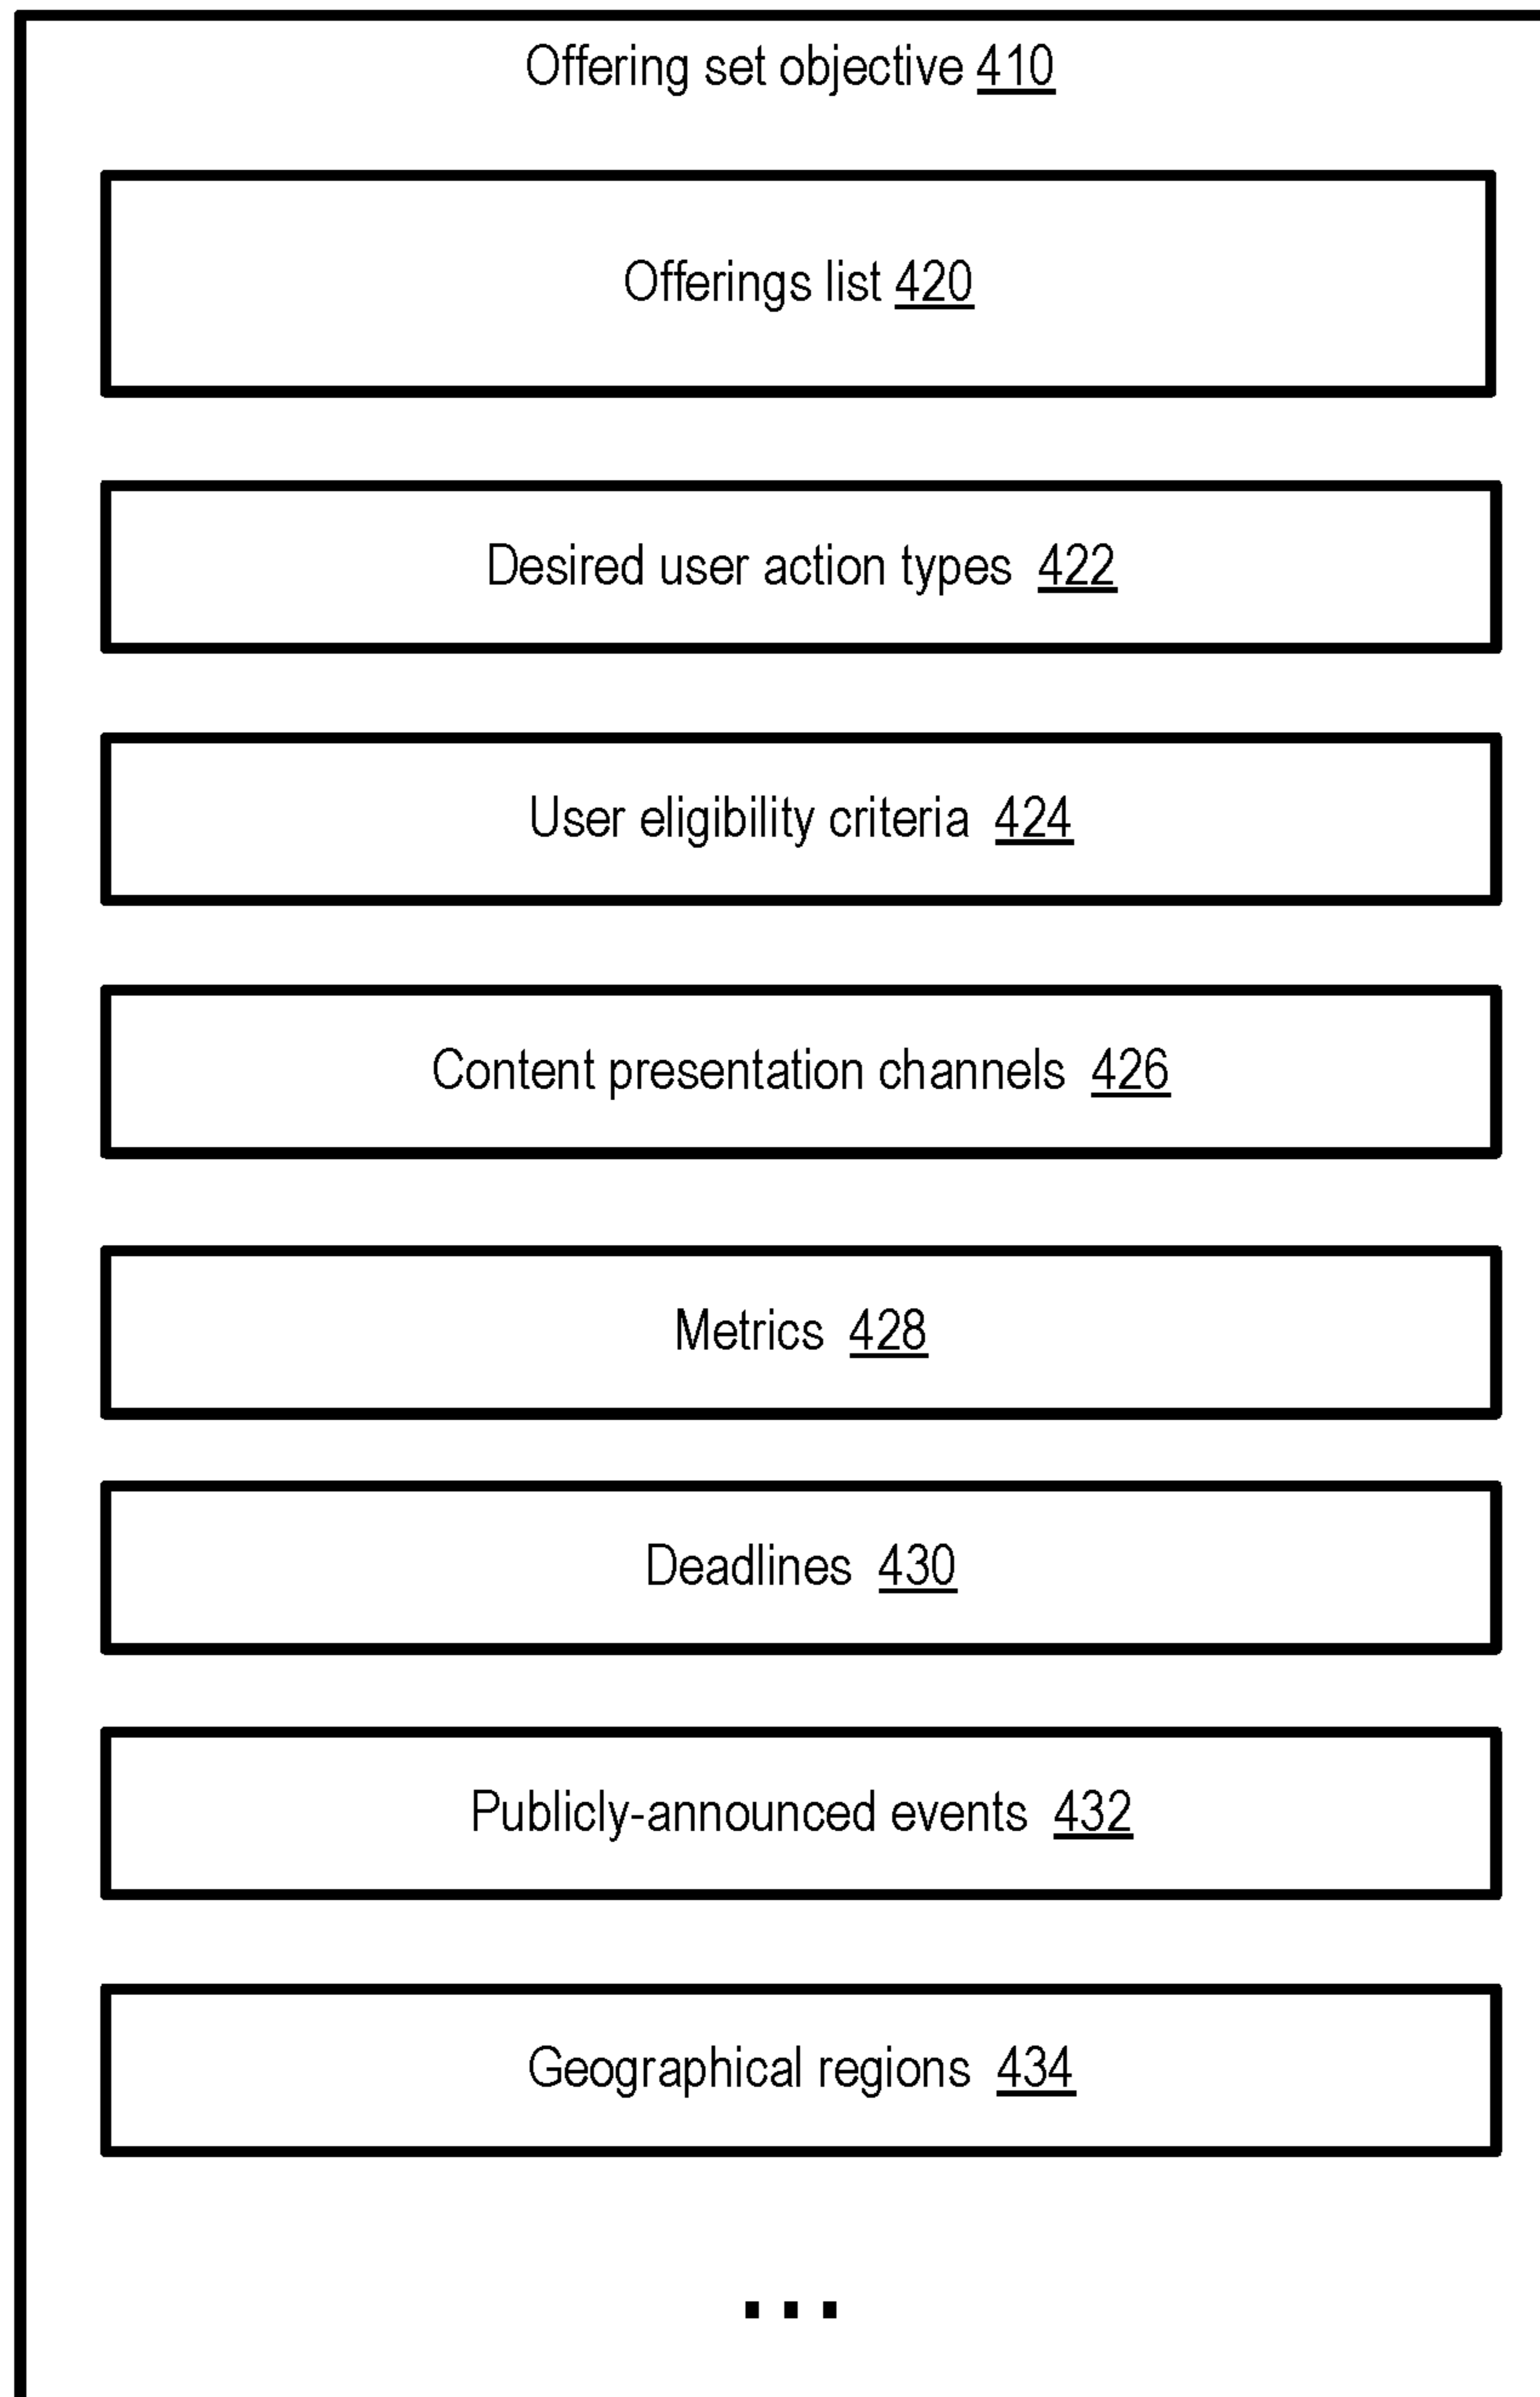 Offering set objective 410
Offerings list 420
Desired user action types 422
User eligibility criteria 424
Content presentation channels 426
Metrics 428
Deadlines 430
Publicly-announced events 432
Geographical regions 434
...